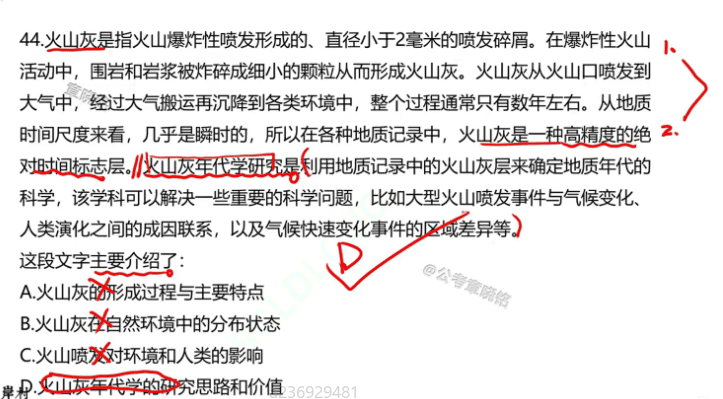 44.火山灰是指火山爆炸性喷发形成的、直径小于2毫米的喷发碎屑。在爆炸性火山
活动中，围岩和岩浆被炸碎成细小的颗粒从而形成火山灰。火山灰从火山口喷发到
大气中，经过大气搬运再沉降到各类环境中，整个过程通常只有数年左右。从地质
时间尺度来看，几乎是瞬时的，所以在各种地质记录中，火山灰是一种高精度的绝
对时间标志层。火山灰年代学研究是利用地质记录中的火山灰层来确定地质年代的
科学，该学科可以解决一些重要的科学问题，比如大型火山喷发事件与气候变化、
人类演化之间的成因联系，以及气候快速变化事件的区域差异等。
这段文字主要介绍了：
A.火山灰的形成过程与主要特点
B.火山灰在自然环境中的分布状态
C.火山喷发对环境和人类的影响
D.火山灰年代学的研究思路和价值
1.
2.
D
@公考童晓铭
岸村
236929481